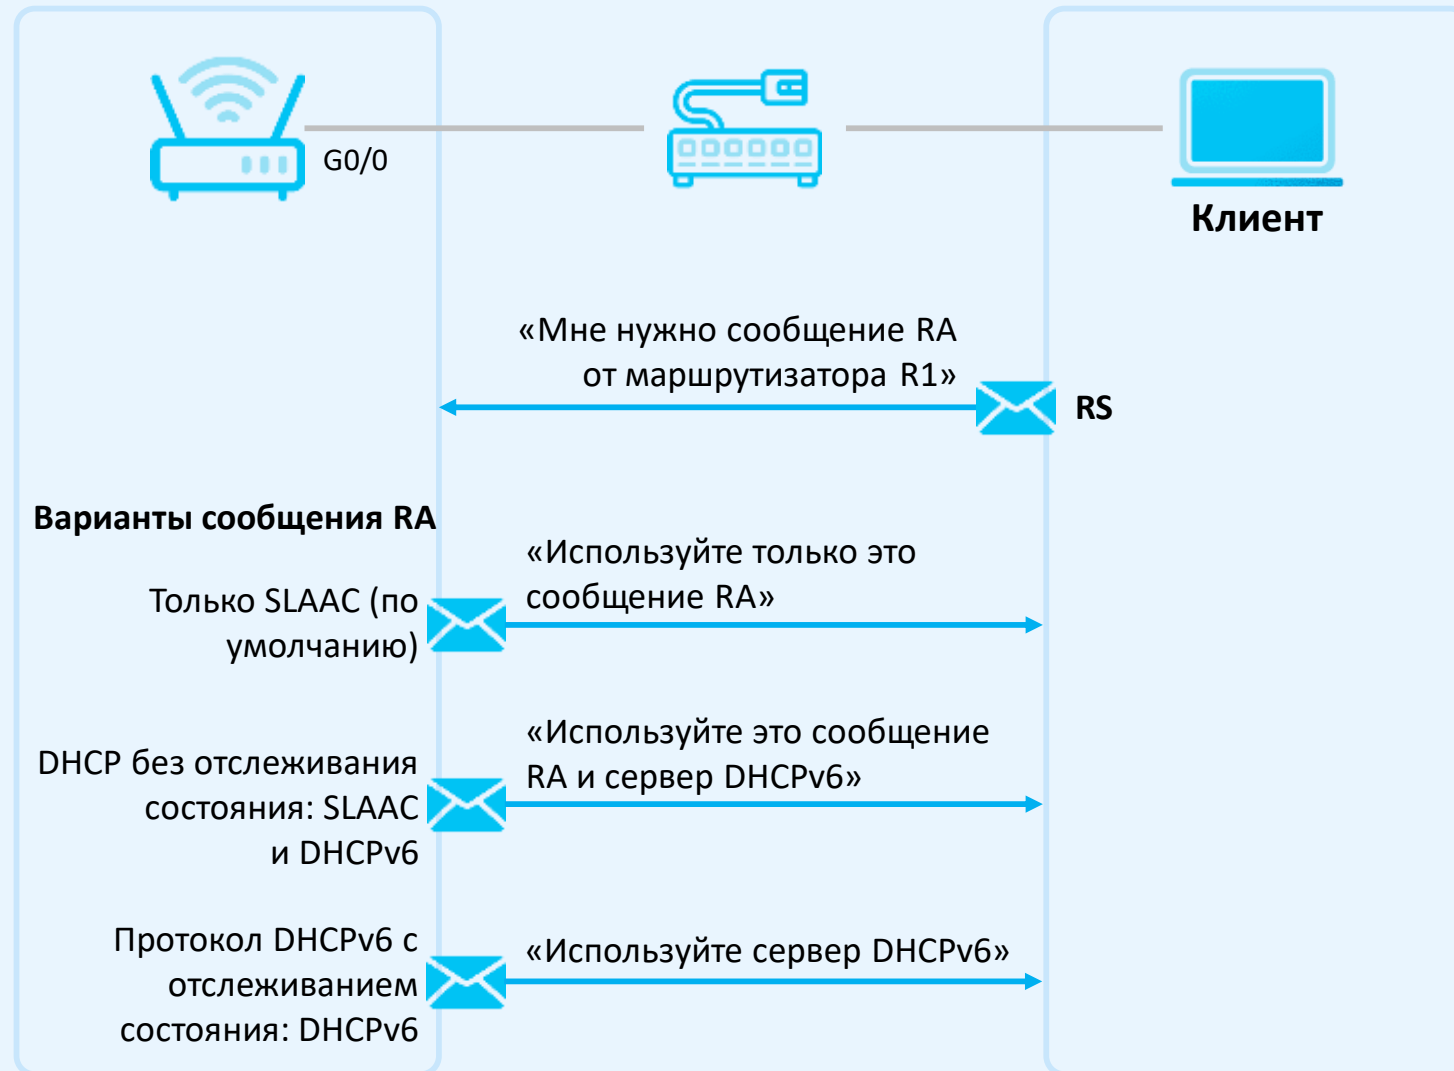 G0/0
Клиент
«Мне нужно сообщение RA
от маршрутизатора R1»
RS
Варианты сообщения RA
«Используйте только это
сообщение RA»
Только SLAAC (по
умолчанию)
«Используйте это сообщение
RA и сервер DHCPv6»
DHCP без отслеживания
состояния: SLAAC
и DHCPv6
Протокол DHCPv6 с
отслеживанием
состояния: DHCPv6
«Используйте сервер DHCPv6»